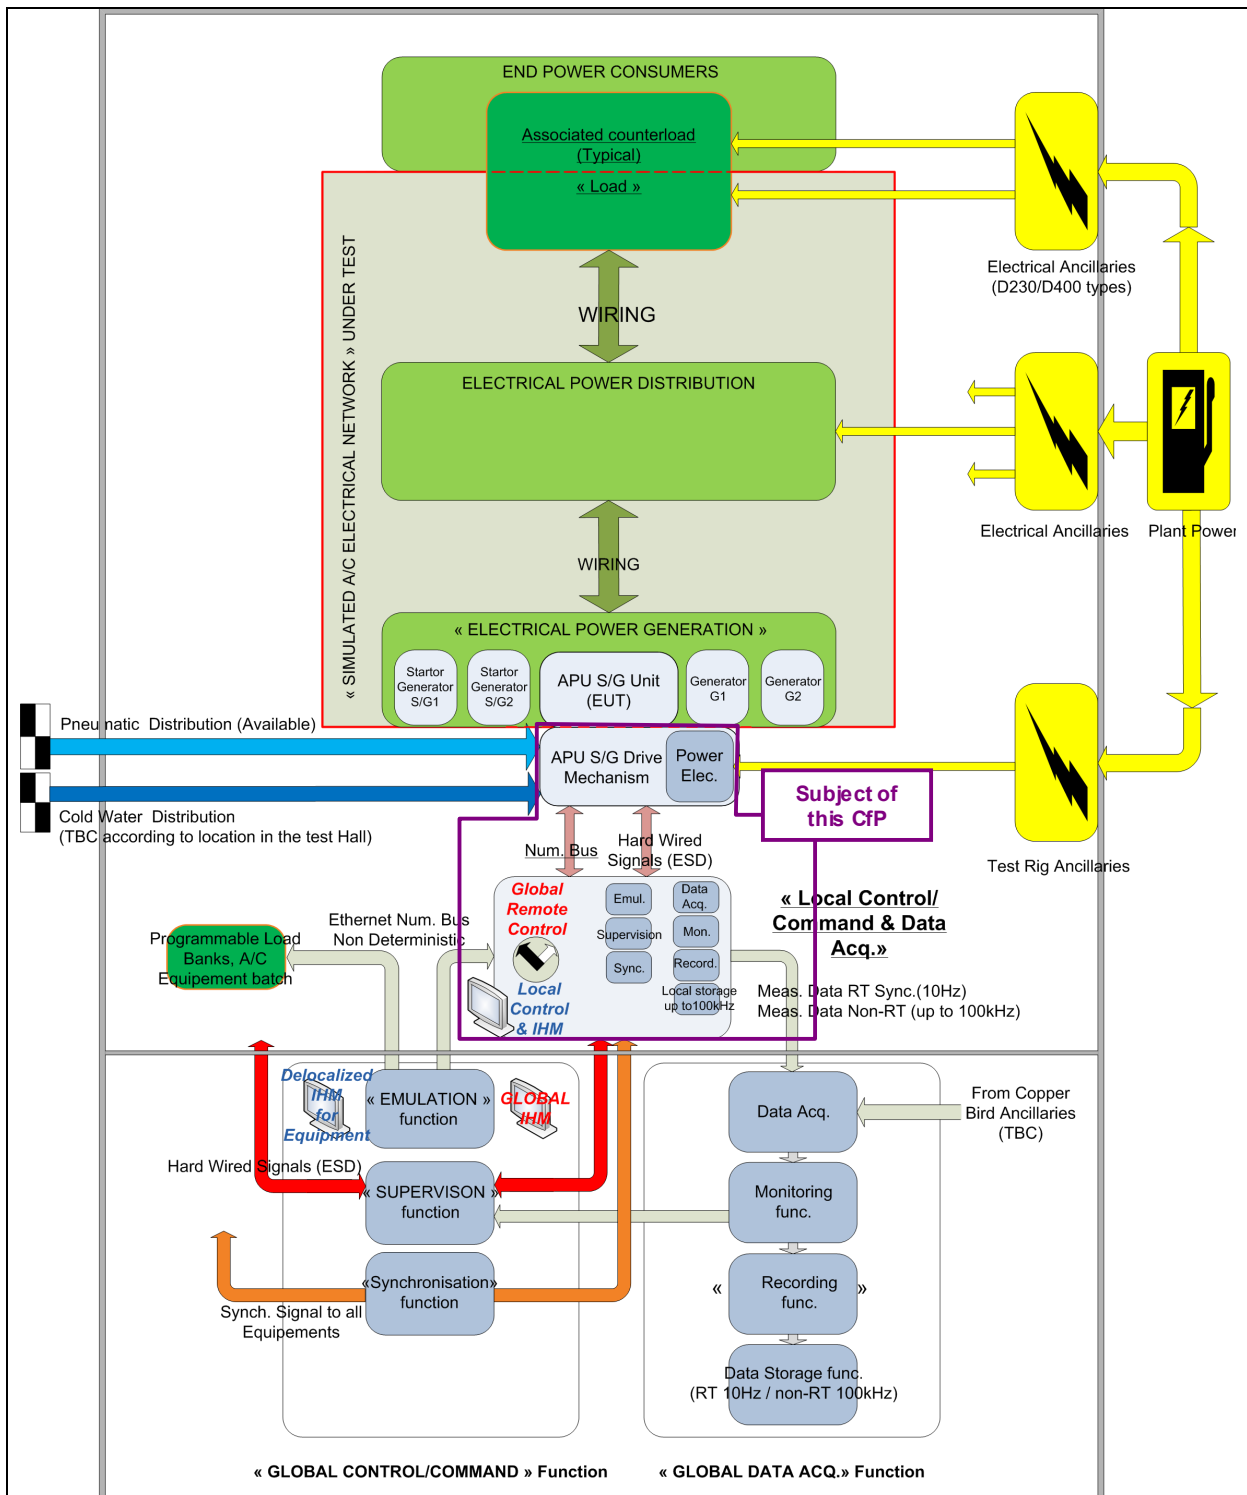 END POWER CONSUMERS
Associated counterload
(Typical)
« Load »
« SIMULATED A/C ELECTRICAL NETWORK » UNDER TEST
Electrical Ancillaries
(D230/D400 types)
WIRING
ELECTRICAL POWER DISTRIBUTION
Electrical Ancillaries
Plant Power
WIRING
« ELECTRICAL POWER GENERATION »
Startor
Generator
S/G1
Startor
Generator
S/G2
APU S/G Unit
(EUT)
Generator
G1
Generator
G2
Pneumatic Distribution (Available)
APU S/G Drive
Mechanism
Power
Elec.
Subject of
this CfP
Cold Water Distribution
(TBC according to location in the test Hall)
Test Rig Ancillaries
Num. Bus
Hard Wired
Signals (ESD)
Global
Remote
Control
Local
Control
& IHM
Emul.
Supervision
Sync.
Data
Acq.
Mon.
Record.
Local storage
up to100kHz
« Local Control/
Command & Data
Acq.»
Ethernet Num. Bus
Non Deterministic
Programmable Load
Banks, A/C
Equipement batch
Meas. Data RT Sync.(10Hz)
Meas. Data Non-RT (up to 100kHz)
Delocalized
IHM
for
Equipment
« EMULATION »
function
GLOBAL
IHM
Data Acq.
From Copper
Bird Ancillaries
(TBC)
Hard Wired Signals (ESD)
« SUPERVISON »
function
Monitoring
func.
«Synchronisation»
function
« Recording »
func.
Synch. Signal to all
Equipements
Data Storage func.
(RT 10Hz / non-RT 100kHz)
« GLOBAL CONTROL/COMMAND » Function
« GLOBAL DATA ACQ.» Function